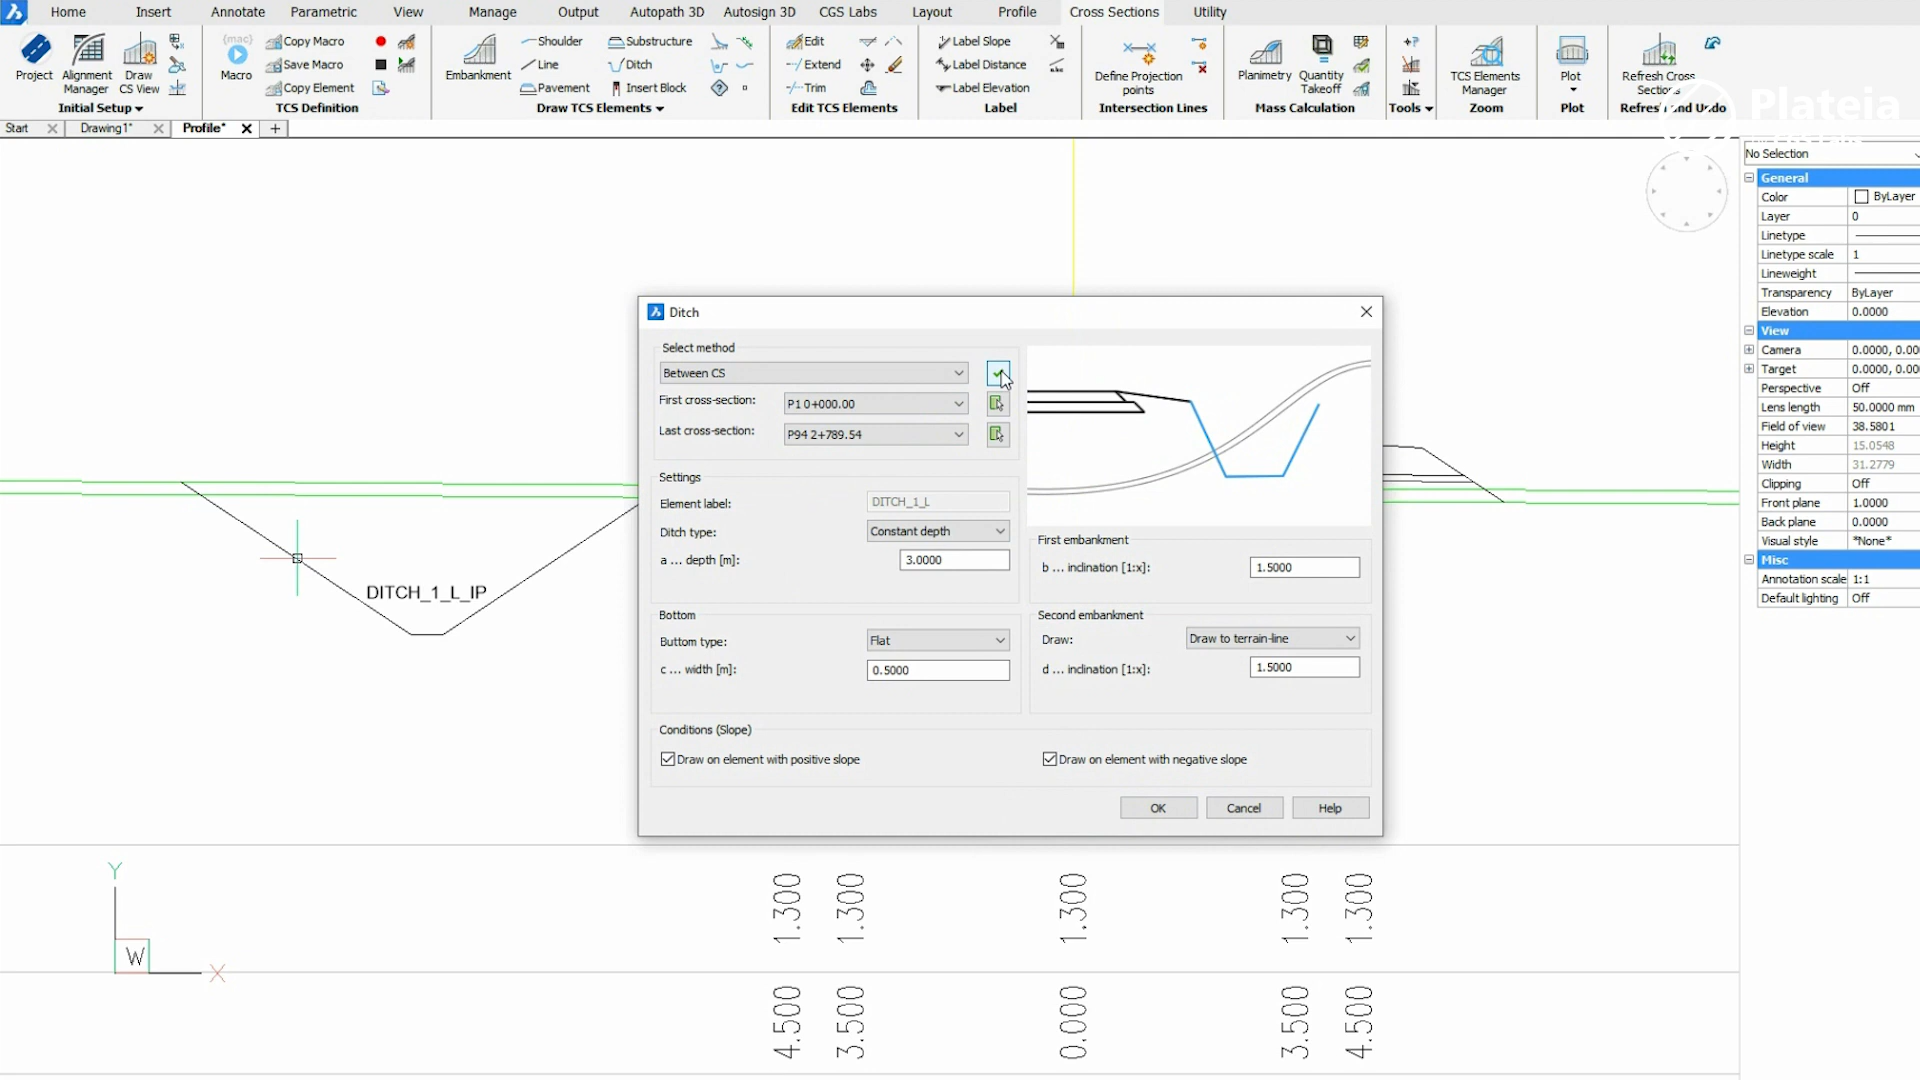 Home Insert Annotate Parametric View Manage Output Autopath 3D Autosign 3D CGS Labs Layout Profile Cross Sections Utility
Project
Alignment
Manager
Draw
CS View
Initial Setup
{mac}
Macro
Copy Macro
Save Macro
Copy Element
TCS Definition
Embankment
Shoulder
Line
Pavement
Substructure
Ditch
Insert Block
Draw TCS Elements
Edit
Extend
Trim
Edit TCS Elements
Label Slope
Label Distance
Label Elevation
Label
Define Projection
points
Intersection Lines
Planimetry
Quantity
Takeoff
Mass Calculation
Tools
TCS Elements
Manager
Zoom
Plot
Plot
Refresh Cross
Sections
Refresh and Undo
Plateia
Start Drawing1* Profile*
No Selection
General
Color ByLayer
Layer 0
Linetype
Linetype scale 1
Lineweight
Transparency ByLayer
Elevation 0.0000
View
Camera 0.0000, 0.00
Target 0.0000, 0.00
Perspective Off
Lens length 50.0000 mm
Field of view 38.5801
Height 15.0548
Width 31.2779
Clipping Off
Front plane 1.0000
Back plane 0.0000
Visual style *None*
Misc
Annotation scale 1:1
Default lighting Off
Ditch
Select method
Between CS
First cross-section: P1 0+000.00
Last cross-section: P94 2+789.54
Settings
Element label: DITCH_1_L
Ditch type: Constant depth
a ... depth [m]: 3.0000
First embankment
b ... inclination [1:x]: 1.5000
Bottom
Buttom type: Flat
c ... width [m]: 0.5000
Second embankment
Draw: Draw to terrain-line
d ... inclination [1:x]: 1.5000
Conditions (Slope)
Draw on element with positive slope
Draw on element with negative slope
OK Cancel Help
DITCH_1_L_IP
Y
W
X
1.300 1.300 1.300 1.300 1.300
4.500 3.500 0.000 3.500 4.500